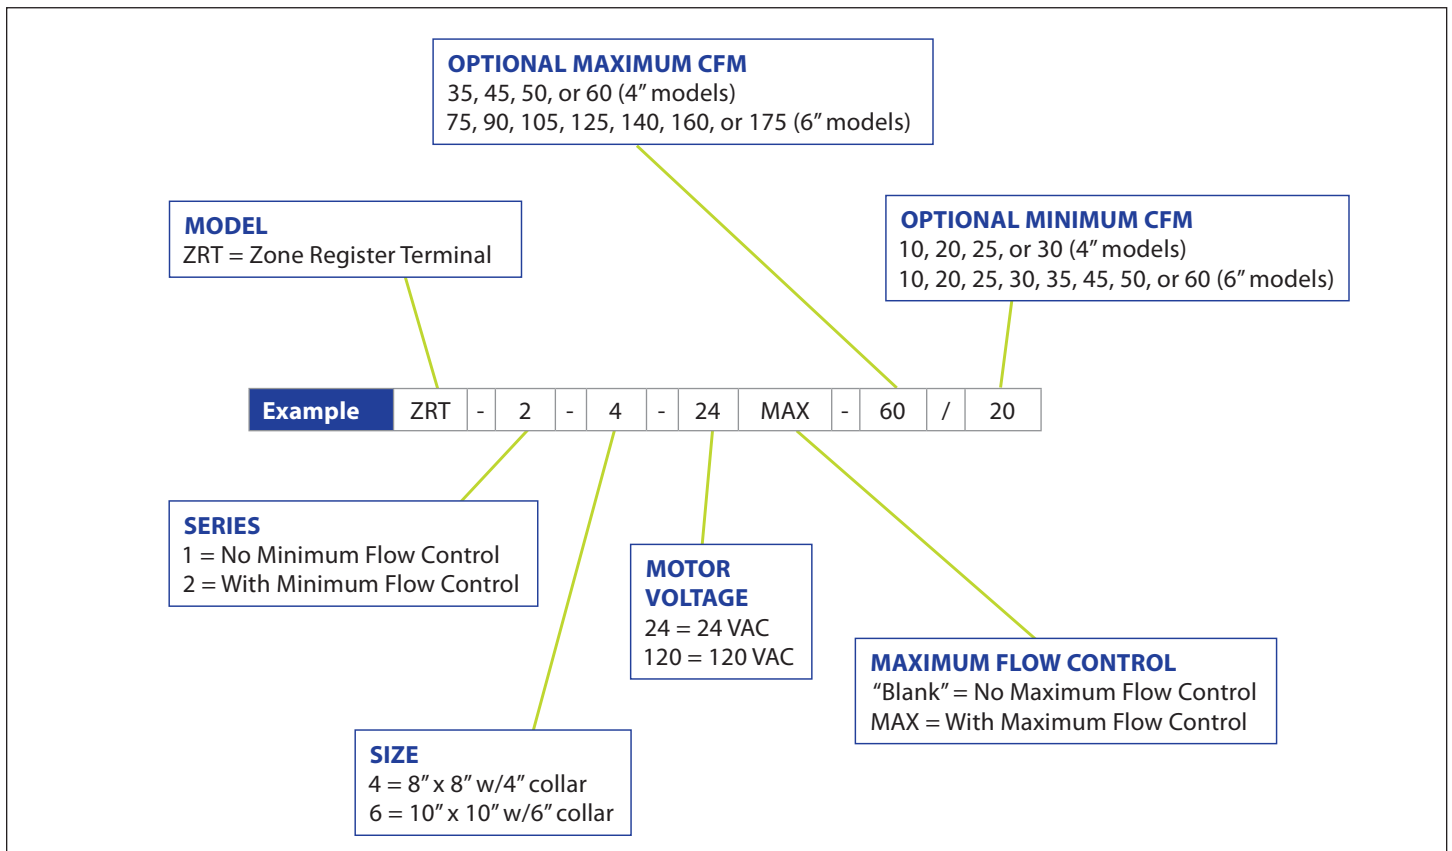 OPTIONAL MAXIMUM CFM
35, 45, 50, or 60 (4” models)
75, 90, 105, 125, 140, 160, or 175 (6” models)
MODEL
ZRT = Zone Register Terminal
OPTIONAL MINIMUM CFM
10, 20, 25, or 30 (4” models)
10, 20, 25, 30, 35, 45, 50, or 60 (6” models)
Example ZRT - 2 - 4 - 24 MAX - 60 / 20
SERIES
1 = No Minimum Flow Control
2 = With Minimum Flow Control
MOTOR
VOLTAGE
24 = 24 VAC
120 = 120 VAC
MAXIMUM FLOW CONTROL
“Blank” = No Maximum Flow Control
MAX = With Maximum Flow Control
SIZE
4 = 8” x 8” w/4” collar
6 = 10” x 10” w/6” collar